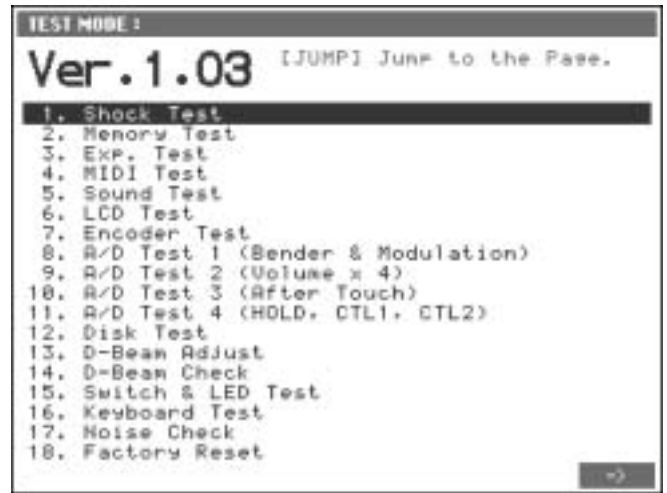 TEST MODE :
Ver.1.03 [JUMP] Jump to the Page.
1. Shock Test
2. Memory Test
3. Exp. Test
4. MIDI Test
5. Sound Test
6. LCD Test
7. Encoder Test
8. A/D Test 1 (Bender & Modulation)
9. A/D Test 2 (Volume x 4)
10. A/D Test 3 (After Touch)
11. A/D Test 4 (HOLD, CTL1, CTL2)
12. Disk Test
13. D-Beam Adjust
14. D-Beam Check
15. Switch & LED Test
16. Keyboard Test
17. Noise Check
18. Factory Reset
->